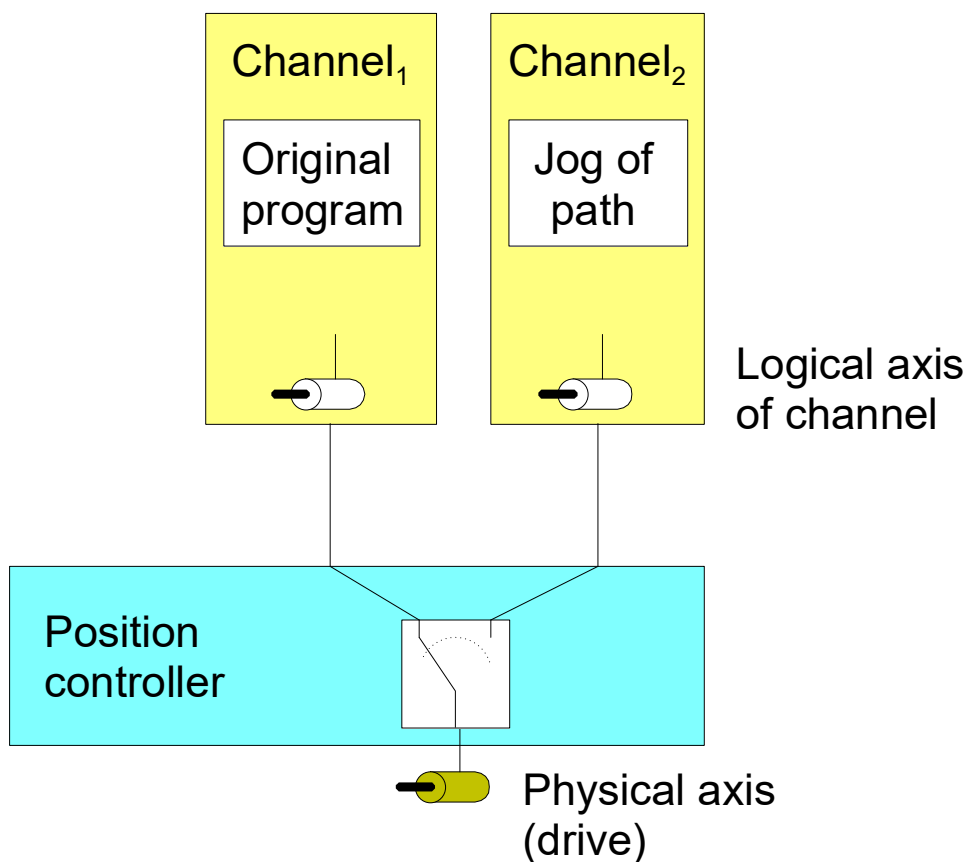 Channel₁
Original
program
Channel₂
Jog of
path
Logical axis
of channel
Position
controller
Physical axis
(drive)